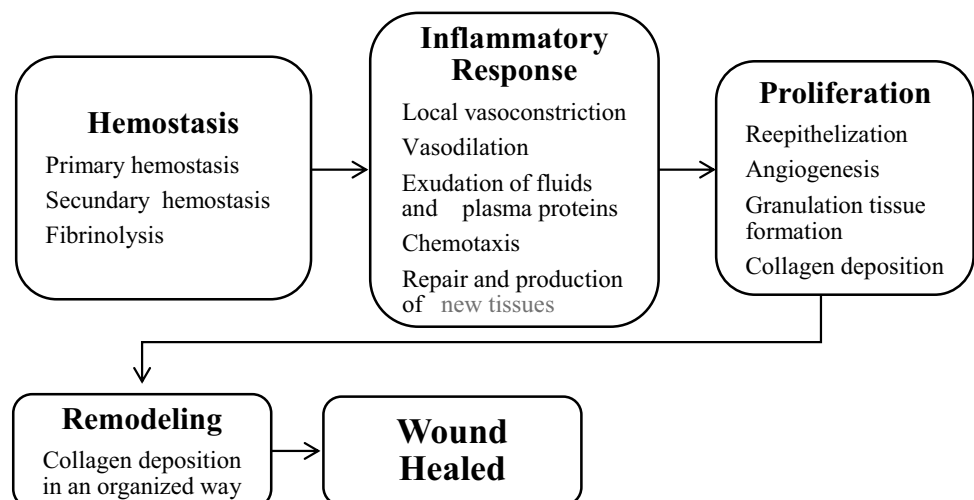 Hemostasis
Primary hemostasis
Secundary hemostasis
Fibrinolysis
Inflammatory
Response
Local vasoconstriction
Vasodilation
Exudation of fluids
and plasma proteins
Chemotaxis
Repair and production
of new tissues
Proliferation
Reepithelization
Angiogenesis
Granulation tissue
formation
Collagen deposition
Remodeling
Collagen deposition
in an organized way
Wound
Healed